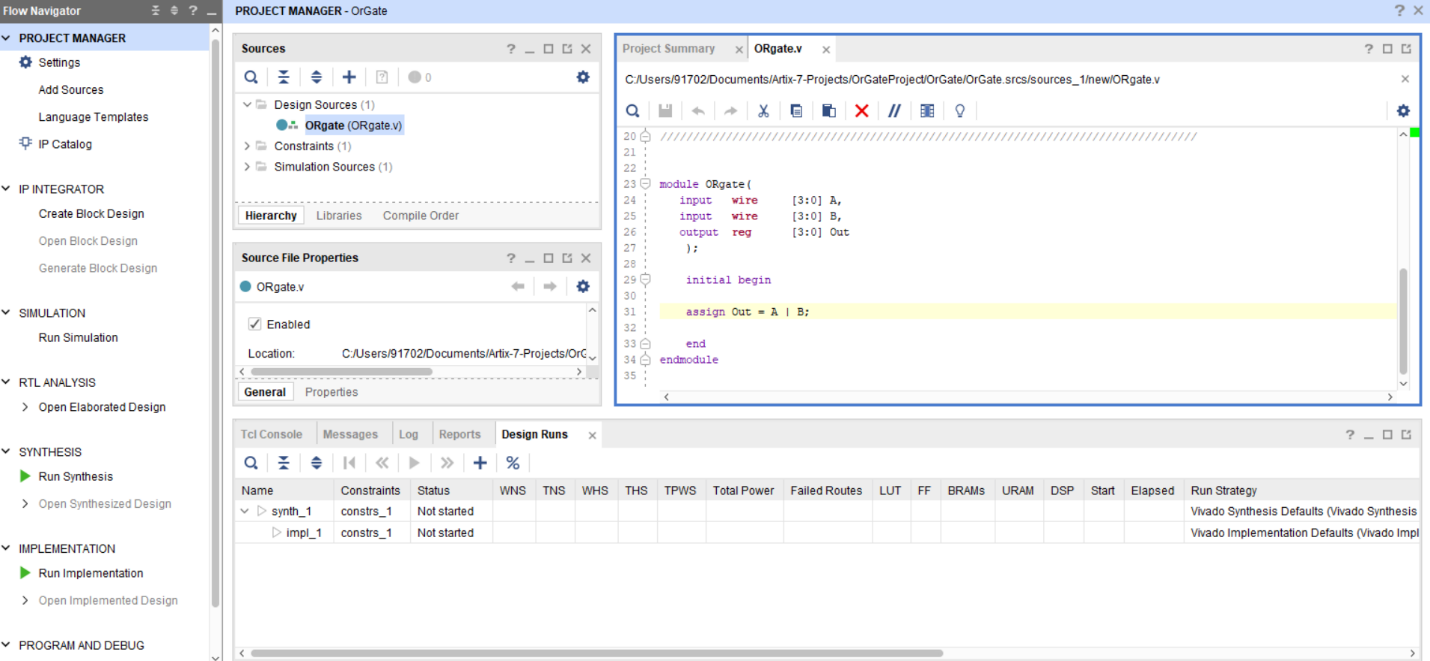 Flow Navigator ?
PROJECT MANAGER
Settings
Add Sources
Language Templates
IP Catalog
IP INTEGRATOR
Create Block Design
Open Block Design
Generate Block Design
SIMULATION
Run Simulation
RTL ANALYSIS
Open Elaborated Design
SYNTHESIS
Run Synthesis
Open Synthesized Design
IMPLEMENTATION
Run Implementation
Open Implemented Design
PROGRAM AND DEBUG
PROJECT MANAGER - OrGate ?
Sources ?
0
Design Sources (1)
ORgate (ORgate.v)
Constraints (1)
Simulation Sources (1)
Hierarchy Libraries Compile Order
Source File Properties ?
ORgate.v
Enabled
Location: C:/Users/91702/Documents/Artix-7-Projects/OrG
General Properties
Project Summary ORgate.v ?
C:/Users/91702/Documents/Artix-7-Projects/OrGateProject/OrGate/OrGate.srcs/sources_1/new/ORgate.v
20 //////////////////////////////////////////////////////////////////////////////////
21
22
23 module ORgate(
24 input wire [3:0] A,
25 input wire [3:0] B,
26 output reg [3:0] Out
27 );
28
29 initial begin
30
31 assign Out = A | B;
32
33 end
34 endmodule
35
Tcl Console Messages Log Reports Design Runs ?
%
Name Constraints Status WNS TNS WHS THS TPWS Total Power Failed Routes LUT FF BRAMs URAM DSP Start Elapsed Run Strategy
synth_1 constrs_1 Not started Vivado Synthesis Defaults (Vivado Synthesis
impl_1 constrs_1 Not started Vivado Implementation Defaults (Vivado Impl